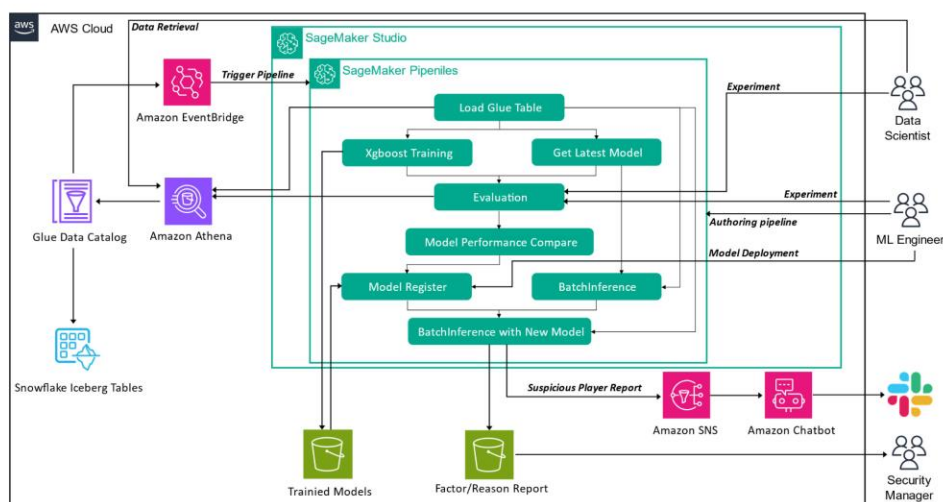 aws
AWS Cloud
Data Retrieval
SageMaker Studio
SageMaker Pipeniles
Trigger Pipeline
Amazon EventBridge
Load Glue Table
Experiment
Data
Scientist
Xgboost Training
Get Latest Model
Evaluation
Experiment
Glue Data Catalog
Amazon Athena
Authoring pipeline
ML Engineer
Model Performance Compare
Model Deployment
Model Register
BatchInference
BatchInference with New Model
Snowflake Iceberg Tables
Suspicious Player Report
Amazon SNS
Amazon Chatbot
Trainied Models
Factor/Reason Report
Security
Manager